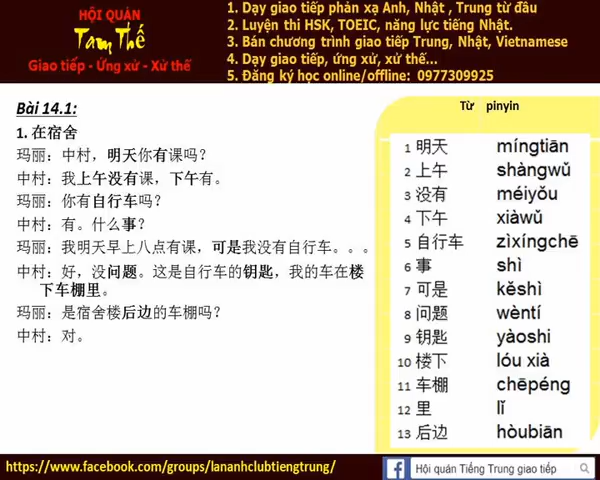 HỘI QUÁN
Tam Thế
Giao tiếp - Ứng xử - Xử thế
1. Dạy giao tiếp phản xạ Anh, Nhật , Trung từ đầu
2. Luyện thi HSK, TOEIC, năng lực tiếng Nhật.
3. Bán chương trình giao tiếp Trung, Nhật, Vietnamese
4. Dạy giao tiếp, ứng xử, xử thế...
5. Đăng ký học online/offline: 0977309925
Bài 14.1:
1. 在宿舍
玛丽：中村，明天你有课吗？
中村：我上午没有课，下午有。
玛丽：你有自行车吗？
中村：有。什么事？
玛丽：我明天早上八点有课，可是我没有自行车。。。
中村：好，没问题。这是自行车的钥匙，我的车在楼
下车棚里。
玛丽：是宿舍楼后边的车棚吗？
中村：对。
Từ pinyin
1 明天 míngtiān
2 上午 shàngwǔ
3 没有 méiyǒu
4 下午 xiàwǔ
5 自行车 zìxíngchē
6 事 shì
7 可是 kěshì
8 问题 wèntí
9 钥匙 yàoshi
10 楼下 lóu xià
11 车棚 chēpéng
12 里 lǐ
13 后边 hòubiān
https://www.facebook.com/groups/lananhclubtiengtrung/
f Hội quán Tiếng Trung giao tiếp